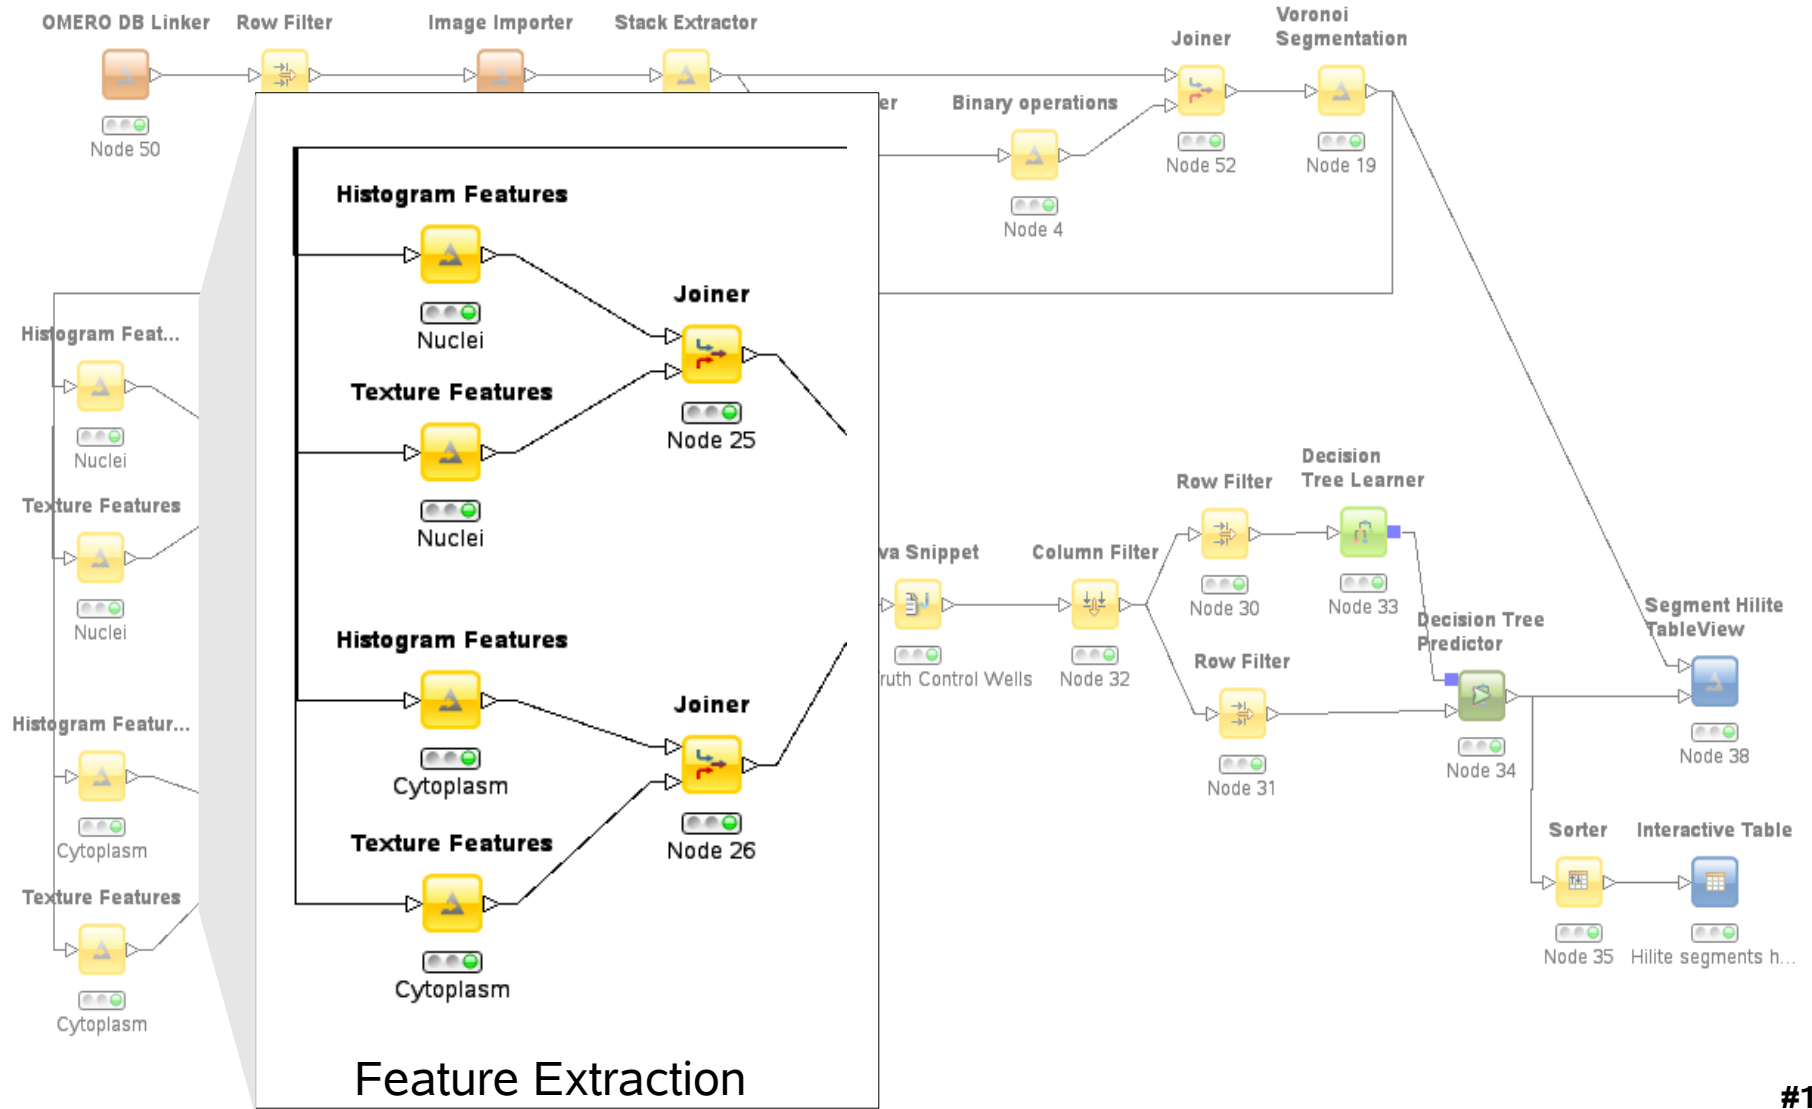 OMERO DB Linker
Row Filter
Image Importer
Stack Extractor
Joiner
Voronoi
Segmentation
er
Binary operations
Node 50
Node 52
Node 19
Node 4
Histogram Features
Nuclei
Joiner
Node 25
Texture Features
Nuclei
Histogram Features
Cytoplasm
Joiner
Node 26
Texture Features
Cytoplasm
Feature Extraction
Histogram Feat...
Nuclei
Texture Features
Nuclei
Histogram Featur...
Cytoplasm
Texture Features
Cytoplasm
va Snippet
ruth Control Wells
Column Filter
Node 32
Row Filter
Node 30
Decision
Tree Learner
Node 33
Row Filter
Node 31
Decision Tree
Predictor
Node 34
Segment Hilite
TableView
Node 38
Sorter
Node 35
Interactive Table
Hilite segments h...
#1